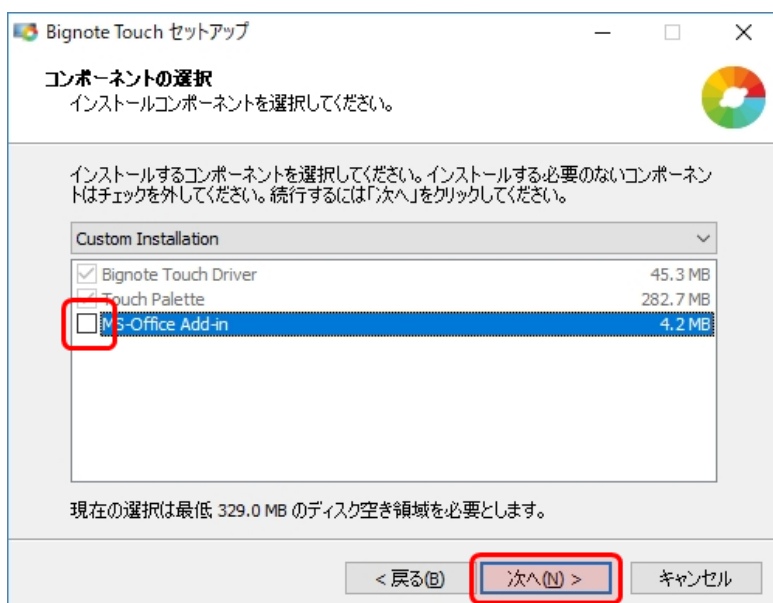 Bignote Touch セットアップ
コンポーネントの選択
インストールコンポーネントを選択してください。
インストールするコンポーネントを選択してください。インストールする必要のないコンポーネン
トはチェックを外してください。続行するには「次へ」をクリックしてください。
Custom Installation
Bignote Touch Driver 45.3 MB
Touch Palette 282.7 MB
MS-Office Add-in 4.2 MB
現在の選択は最低 329.0 MB のディスク空き領域を必要とします。
< 戻る(B) 次へ(N) > キャンセル